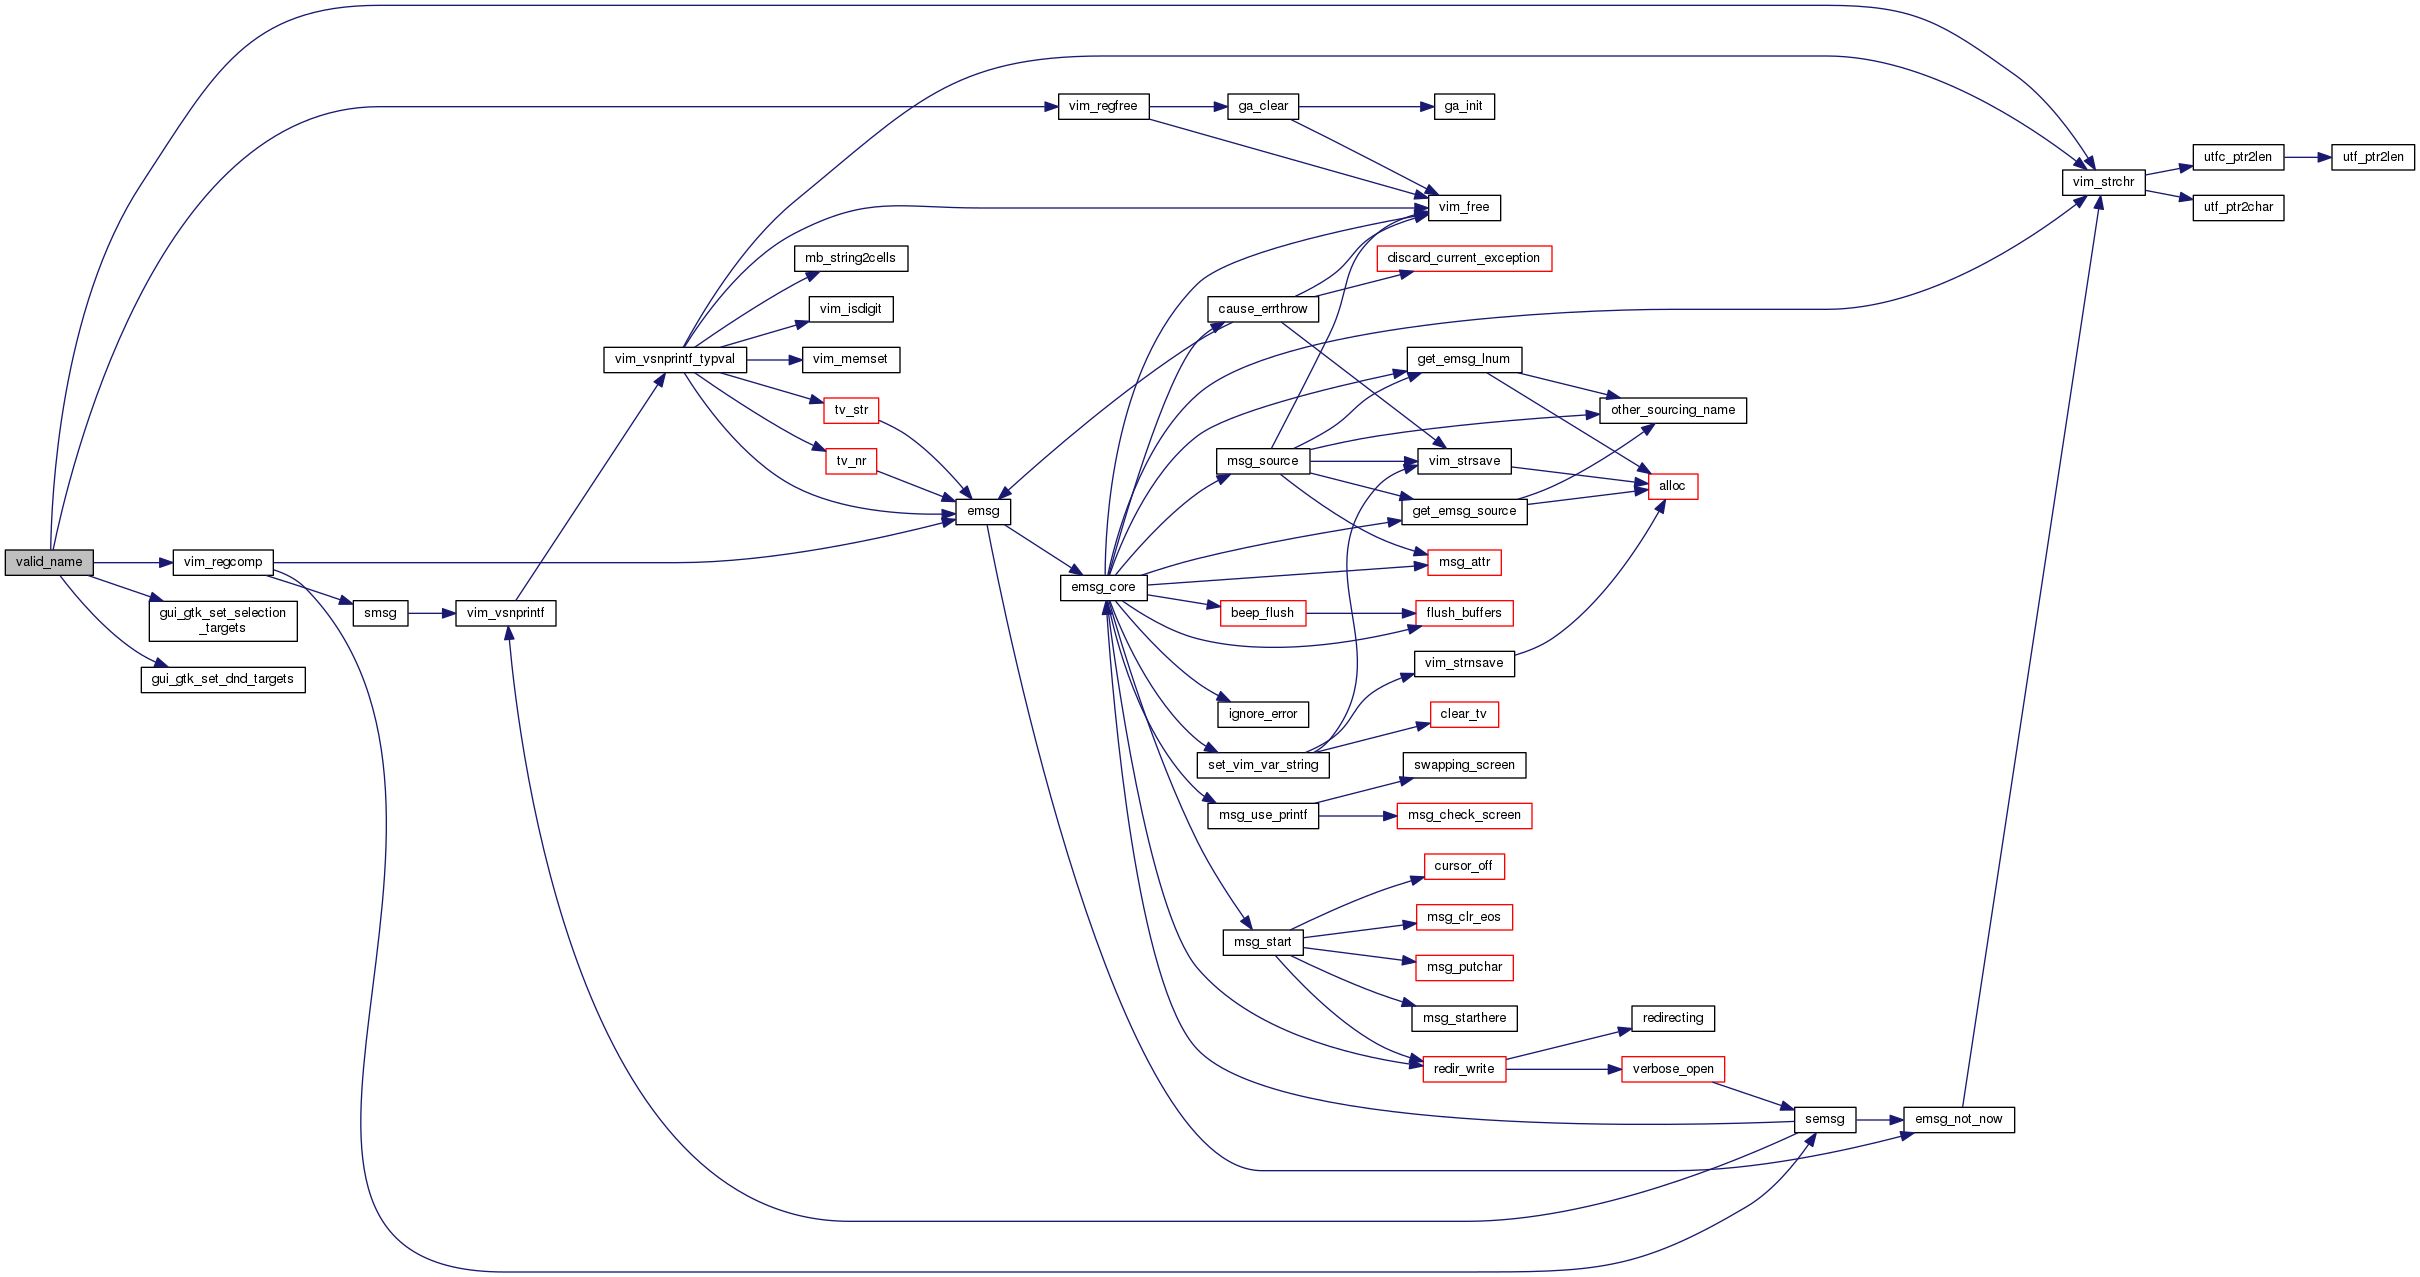 vim_regfree
ga_clear
ga_init
utfc_ptr2len
utf_ptr2len
vim_strchr
utf_ptr2char
vim_free
mb_string2cells
discard_current_exception
vim_isdigit
cause_errthrow
vim_vsnprintf_typval
vim_memset
get_emsg_lnum
tv_str
other_sourcing_name
tv_nr
msg_source
vim_strsave
alloc
emsg
get_emsg_source
valid_name
vim_regcomp
msg_attr
emsg_core
gui_gtk_set_selection
_targets
smsg
vim_vsnprintf
beep_flush
flush_buffers
vim_strnsave
gui_gtk_set_dnd_targets
ignore_error
clear_tv
set_vim_var_string
swapping_screen
msg_use_printf
msg_check_screen
cursor_off
msg_clr_eos
msg_start
msg_putchar
msg_starthere
redirecting
redir_write
verbose_open
semsg
emsg_not_now